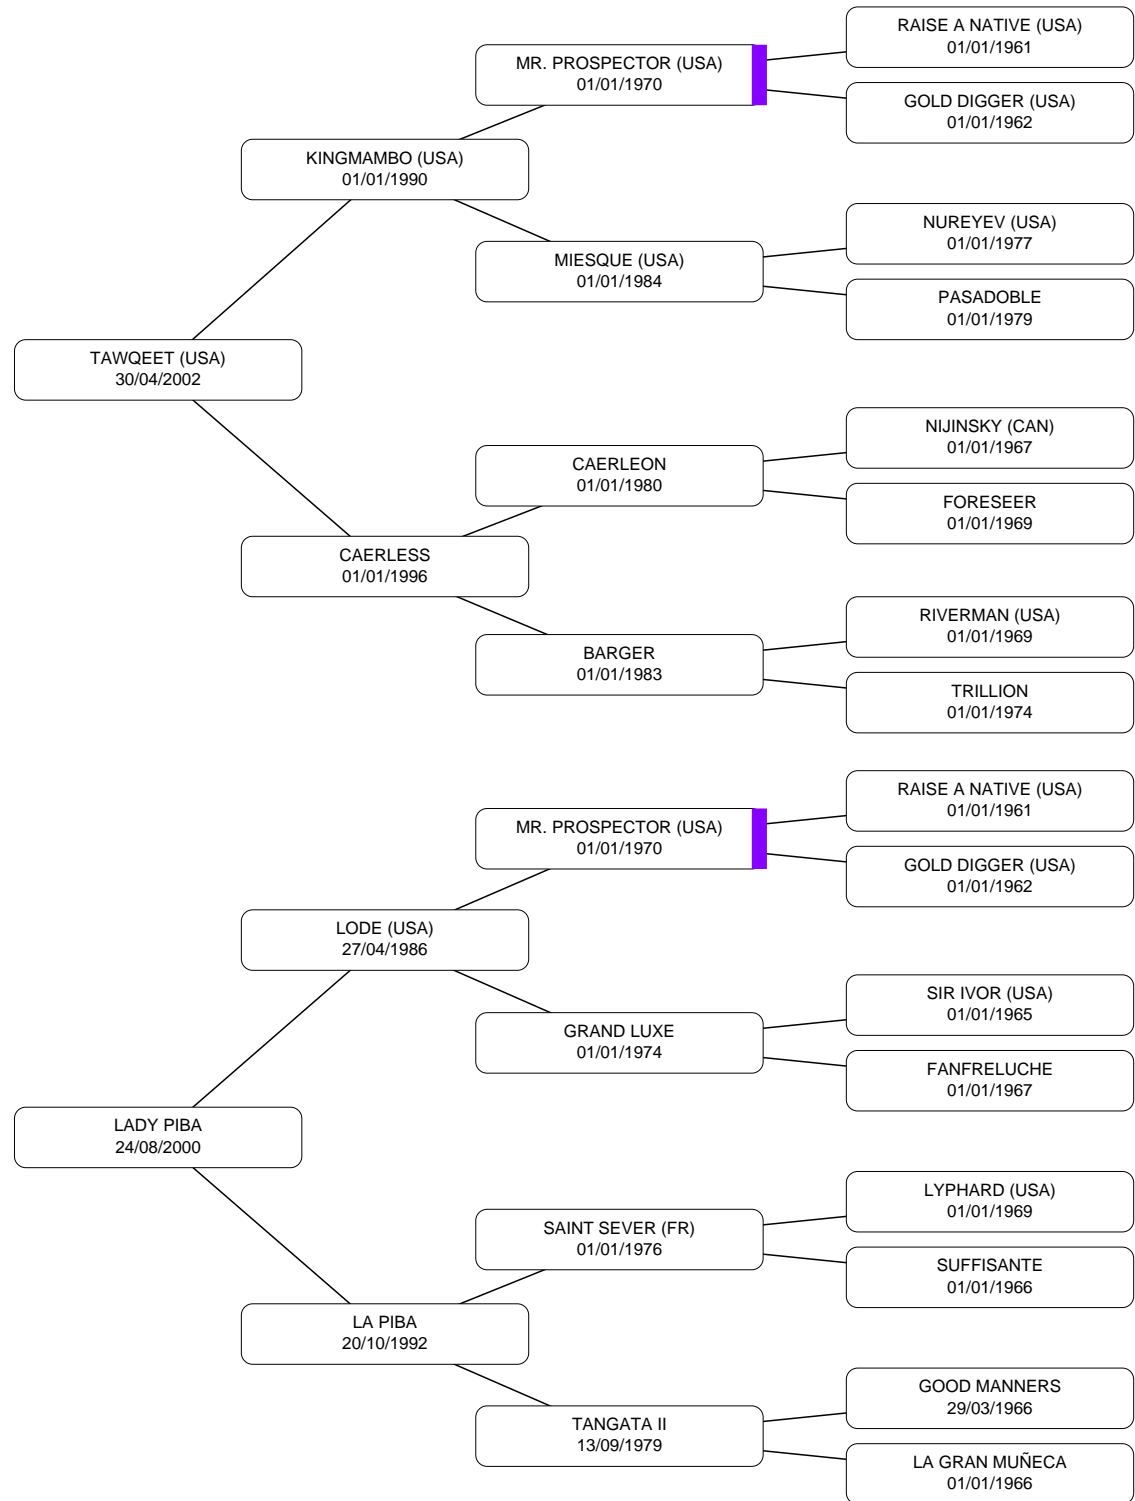 RAISE A NATIVE (USA)
01/01/1961
MR. PROSPECTOR (USA)
01/01/1970
GOLD DIGGER (USA)
01/01/1962
KINGMAMBO (USA)
01/01/1990
NUREYEV (USA)
01/01/1977
MIESQUE (USA)
01/01/1984
PASADOBLE
01/01/1979
TAWQEET (USA)
30/04/2002
NIJINSKY (CAN)
01/01/1967
CAERLEON
01/01/1980
FORESEER
01/01/1969
CAERLESS
01/01/1996
RIVERMAN (USA)
01/01/1969
BARGER
01/01/1983
TRILLION
01/01/1974
RAISE A NATIVE (USA)
01/01/1961
MR. PROSPECTOR (USA)
01/01/1970
GOLD DIGGER (USA)
01/01/1962
LODE (USA)
27/04/1986
SIR IVOR (USA)
01/01/1965
GRAND LUXE
01/01/1974
FANFRELUCHE
01/01/1967
LADY PIBA
24/08/2000
LYPHARD (USA)
01/01/1969
SAINT SEVER (FR)
01/01/1976
SUFFISANTE
01/01/1966
LA PIBA
20/10/1992
GOOD MANNERS
29/03/1966
TANGATA II
13/09/1979
LA GRAN MUÑECA
01/01/1966